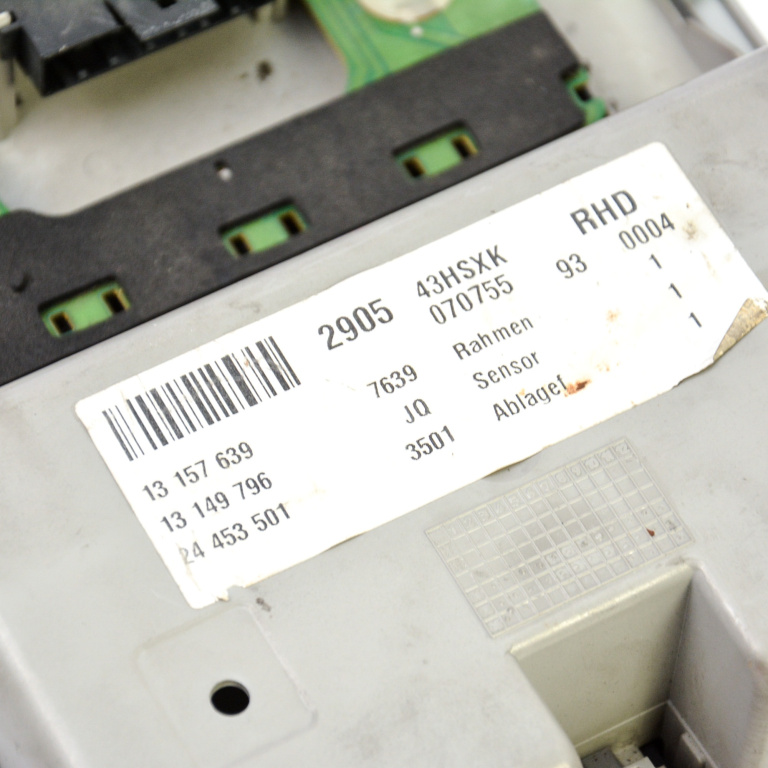 2905 43HSXK RHD
070755 93 0004
13 157 639 7639 Rahmen 1
13 149 796 JQ Sensor 1
24 453 501 3501 Ablagef 1